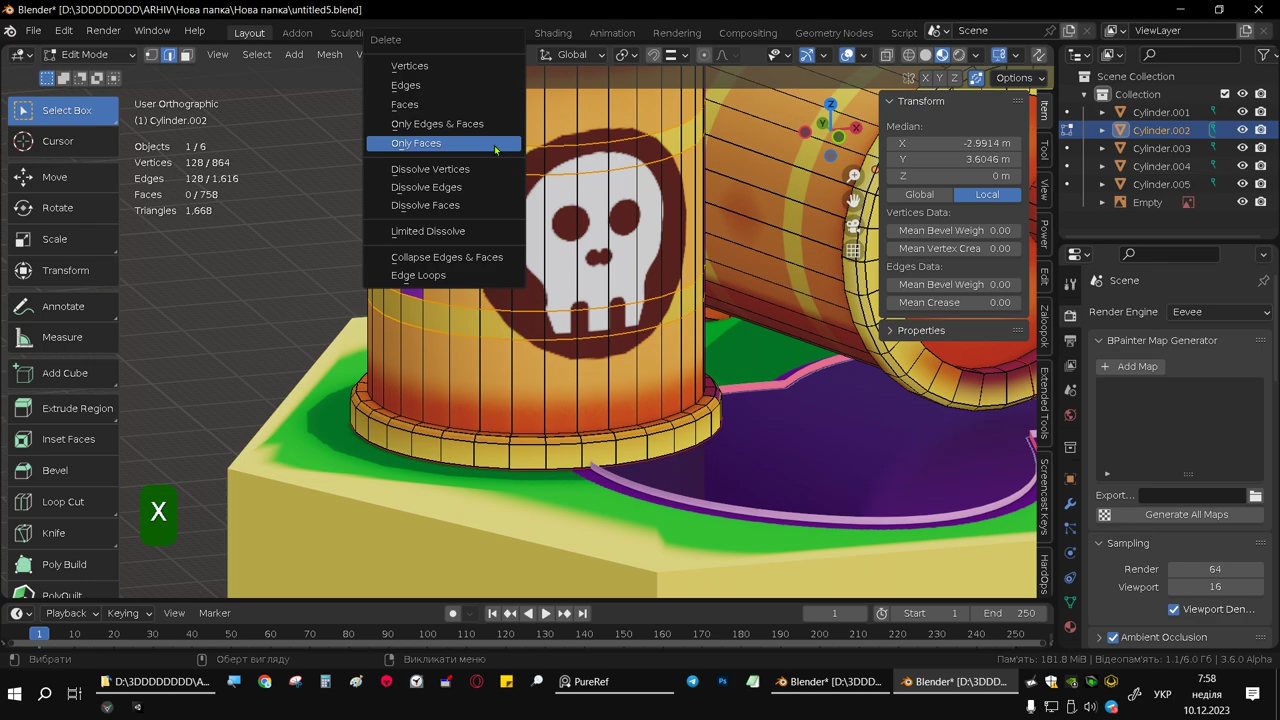 Blender* [D:\3DDDDDDDD\ARHIV\Нова папка\Нова папка\untitled5.blend]
File Edit Render Window Help Layout Addon Sculpti Shading Animation Rendering Compositing Geometry Nodes Script Scene ViewLayer
Edit Mode View Select Add Mesh V Global
X Y Z Options
Delete
Vertices
Edges
Faces
Only Edges & Faces
Only Faces
Dissolve Vertices
Dissolve Edges
Dissolve Faces
Limited Dissolve
Collapse Edges & Faces
Edge Loops
Select Box
Cursor
Move
Rotate
Scale
Transform
Annotate
Measure
Add Cube
Extrude Region
Inset Faces
Bevel
Loop Cut
Knife
Poly Build
PolyQuilt
User Orthographic
(1) Cylinder.002
Objects 1 / 6
Vertices 128 / 864
Edges 128 / 1,616
Faces 0 / 758
Triangles 1,668
X
Z
Y
X
Transform
Median:
X -2.9914 m
Y 3.6046 m
Z 0 m
Global Local
Vertices Data:
Mean Bevel Weigh 0.00
Mean Vertex Crea 0.00
Edges Data:
Mean Bevel Weigh 0.00
Mean Crease 0.00
Properties
Item
Tool
View
Power
Edit
Zaloopok
Extended Tools
Screencast Keys
HardOps
Scene Collection
Collection
Cylinder.001
Cylinder.002
Cylinder.003
Cylinder.004
Cylinder.005
Empty
Scene
Render Engine Eevee
BPainter Map Generator
Add Map
Export...
Generate All Maps
Sampling
Render 64
Viewport 16
Viewport Den...
Ambient Occlusion
Playback Keying View Marker 1 Start 1 End 250
1 10 20 30 40 50 60 70 80 90 100 110 120 130 140 150 160 170 180 190 200 210 220 230 240 250
Вибрати Оберт вигляду Викликати меню Пам'ять: 181.8 МіБ | Відеопам'ять: 1.1/6.0 Гб | 3.6.0 Alpha
D:\3DDDDDDDD\A... PureRef Blender* [D:\3DDD... Blender* [D:\3DDD...
УКР
7:58
неділя
10.12.2023